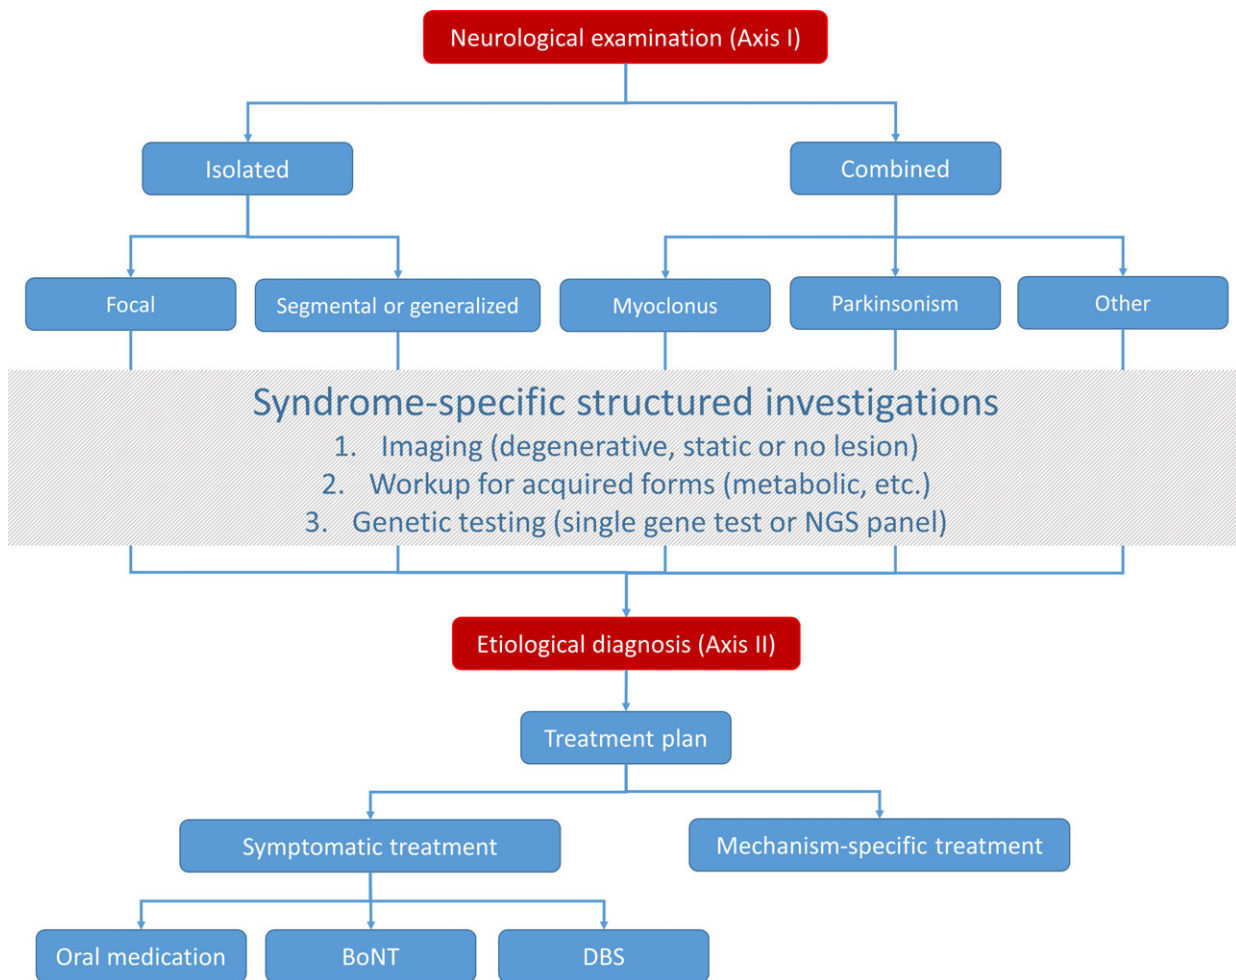 Neurological examination (Axis I)
Isolated
Combined
Focal
Segmental or generalized
Myoclonus
Parkinsonism
Other
Syndrome-specific structured investigations
1. Imaging (degenerative, static or no lesion)
2. Workup for acquired forms (metabolic, etc.)
3. Genetic testing (single gene test or NGS panel)
Etiological diagnosis (Axis II)
Treatment plan
Symptomatic treatment
Mechanism-specific treatment
Oral medication
BoNT
DBS